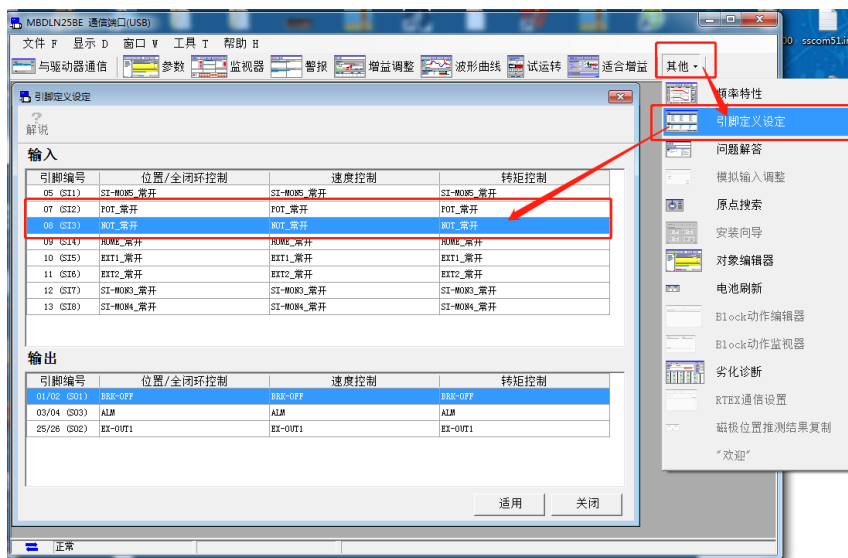 MBDLN25BE 通信端口(USB)
文件 F 显示 D 窗口 W 工具 T 帮助 H
与驱动器通信 参数 监视器 警报 增益调整 波形曲线 试运转 适合增益 其他
00 sscom51.in
引脚定义设定
解说
输入
引脚编号 位置/全闭环控制 速度控制 转矩控制
05 (SI1) SI-MON5_常开 SI-MON5_常开 SI-MON5_常开
07 (SI2) POT_常开 POT_常开 POT_常开
08 (SI3) NOT_常开 NOT_常开 NOT_常开
09 (SI4) HOME_常开 HOME_常开 HOME_常开
10 (SI5) EXT1_常开 EXT1_常开 EXT1_常开
11 (SI6) EXT2_常开 EXT2_常开 EXT2_常开
12 (SI7) SI-MON3_常开 SI-MON3_常开 SI-MON3_常开
13 (SI8) SI-MON4_常开 SI-MON4_常开 SI-MON4_常开
输出
引脚编号 位置/全闭环控制 速度控制 转矩控制
01/02 (SO1) BRK-OFF BRK-OFF BRK-OFF
03/04 (SO3) ALM ALM ALM
25/26 (SO2) EX-OUT1 EX-OUT1 EX-OUT1
适用 关闭
正常
频率特性
引脚定义设定
问题解答
模拟输入调整
原点搜索
安装向导
对象编辑器
电池刷新
Block动作编辑器
Block动作监视器
劣化诊断
RTEX通信设置
磁极位置推测结果复制
"欢迎"